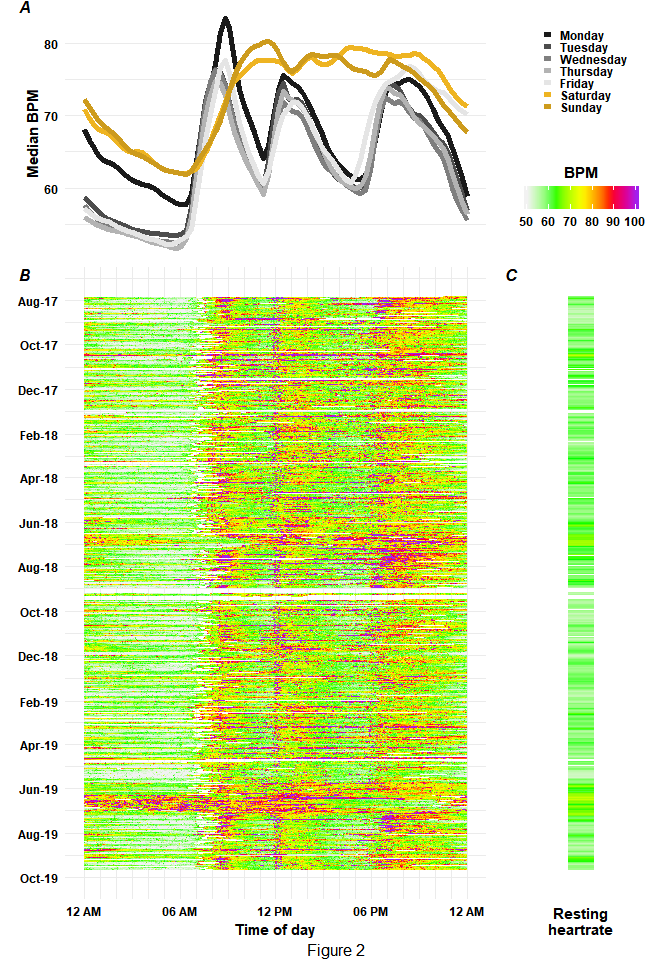 A
80
70
60
Median BPM
Monday
Tuesday
Wednesday
Thursday
Friday
Saturday
Sunday
BPM
50 60 70 80 90 100
B
C
Aug-17
Oct-17
Dec-17
Feb-18
Apr-18
Jun-18
Aug-18
Oct-18
Dec-18
Feb-19
Apr-19
Jun-19
Aug-19
Oct-19
12 AM 06 AM 12 PM 06 PM 12 AM
Time of day
Resting
heartrate
Figure 2